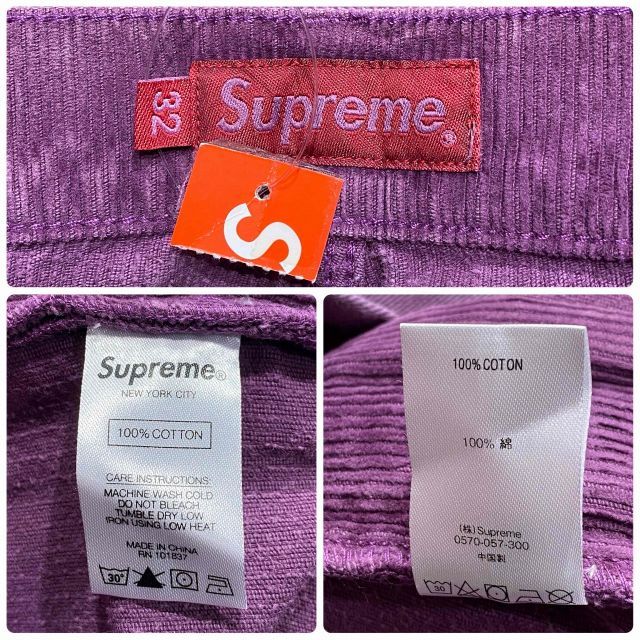 32
Supreme®
S
Supreme®
NEW YORK CITY
100% COTTON
CARE INSTRUCTIONS:
MACHINE WASH COLD
DO NOT BLEACH
TUMBLE DRY LOW
IRON USING LOW HEAT
MADE IN CHINA
RN 101837
30°
100% COTON
100% 綿
(株)Supreme
0570-057-300
中国製
30